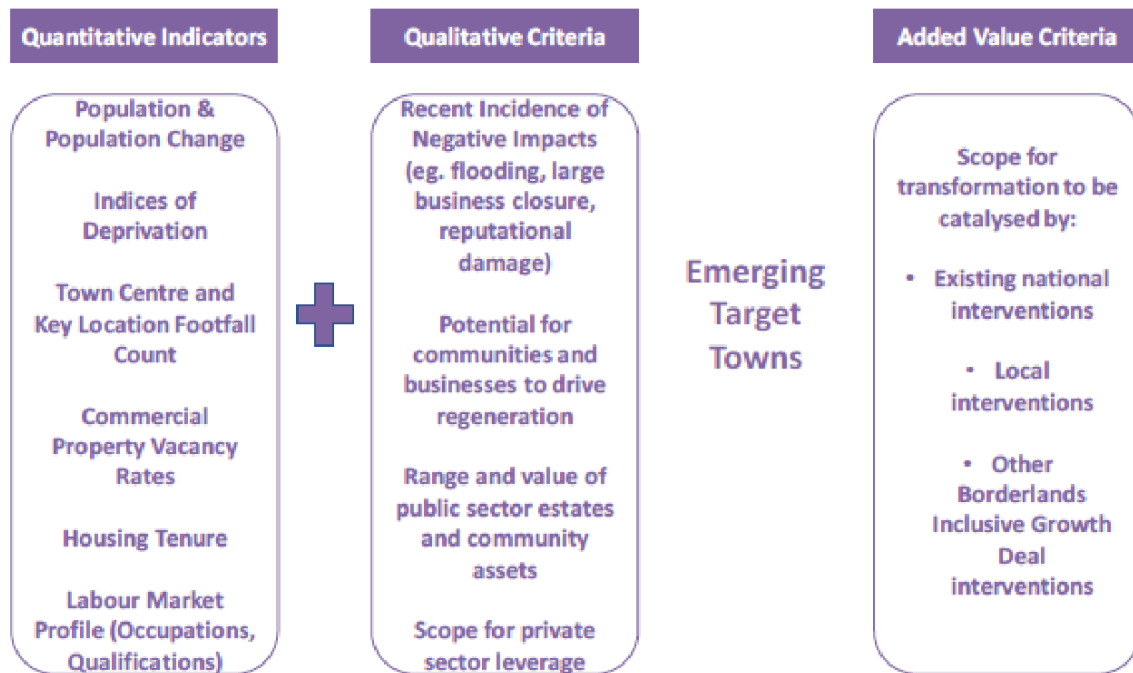 Quantitative Indicators
Population &
Population Change
Indices of
Deprivation
Town Centre and
Key Location Footfall
Count
Commercial
Property Vacancy
Rates
Housing Tenure
Labour Market
Profile (Occupations,
Qualifications)
Qualitative Criteria
Recent Incidence of
Negative Impacts
(eg. flooding, large
business closure,
reputational
damage)
Potential for
communities and
businesses to drive
regeneration
Range and value of
public sector estates
and community
assets
Scope for private
sector leverage
Emerging
Target
Towns
Added Value Criteria
Scope for
transformation to be
catalysed by:
• Existing national
interventions
• Local
interventions
• Other
Borderlands
Inclusive Growth
Deal
interventions